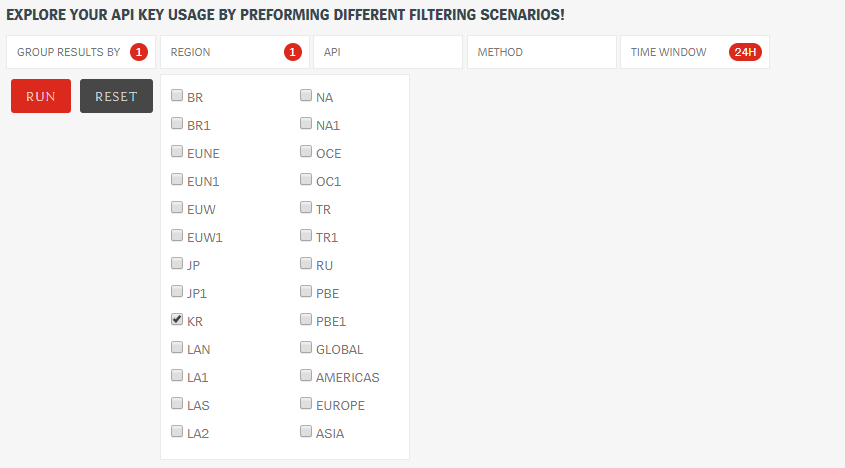 EXPLORE YOUR API KEY USAGE BY PREFORMING DIFFERENT FILTERING SCENARIOS!
GROUP RESULTS BY 1 REGION 1 API METHOD TIME WINDOW 24H
RUN RESET
BR NA
BR1 NA1
EUNE OCE
EUN1 OC1
EUW TR
EUW1 TR1
JP RU
JP1 PBE
KR PBE1
LAN GLOBAL
LA1 AMERICAS
LAS EUROPE
LA2 ASIA